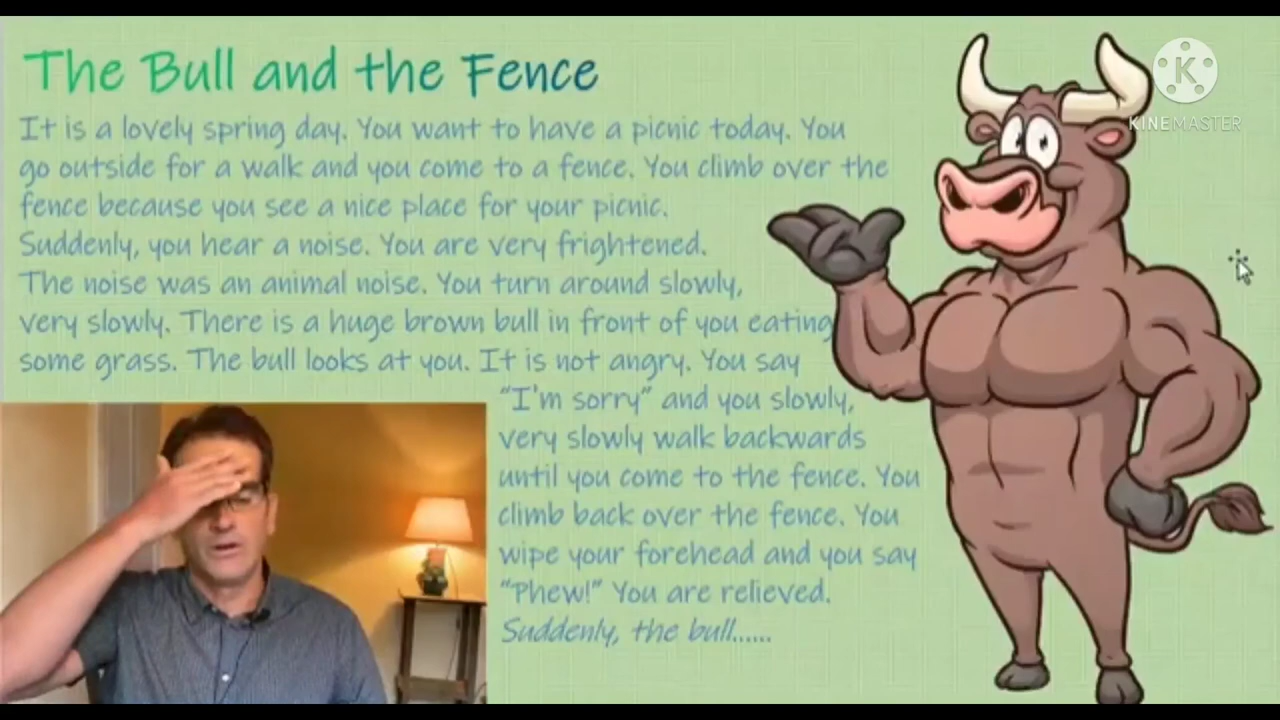 The Bull and the Fence
It is a lovely spring day. You want to have a picnic today. You
go outside for a walk and you come to a fence. You climb over the
fence because you see a nice place for your picnic.
Suddenly, you hear a noise. You are very frightened.
The noise was an animal noise. You turn around slowly,
very slowly. There is a huge brown bull in front of you eating
some grass. The bull looks at you. It is not angry. You say
“I'm sorry” and you slowly,
very slowly walk backwards
until you come to the fence. You
climb back over the fence. You
wipe your forehead and you say
“Phew!” You are relieved.
Suddenly, the bull......
K
KINEMASTER